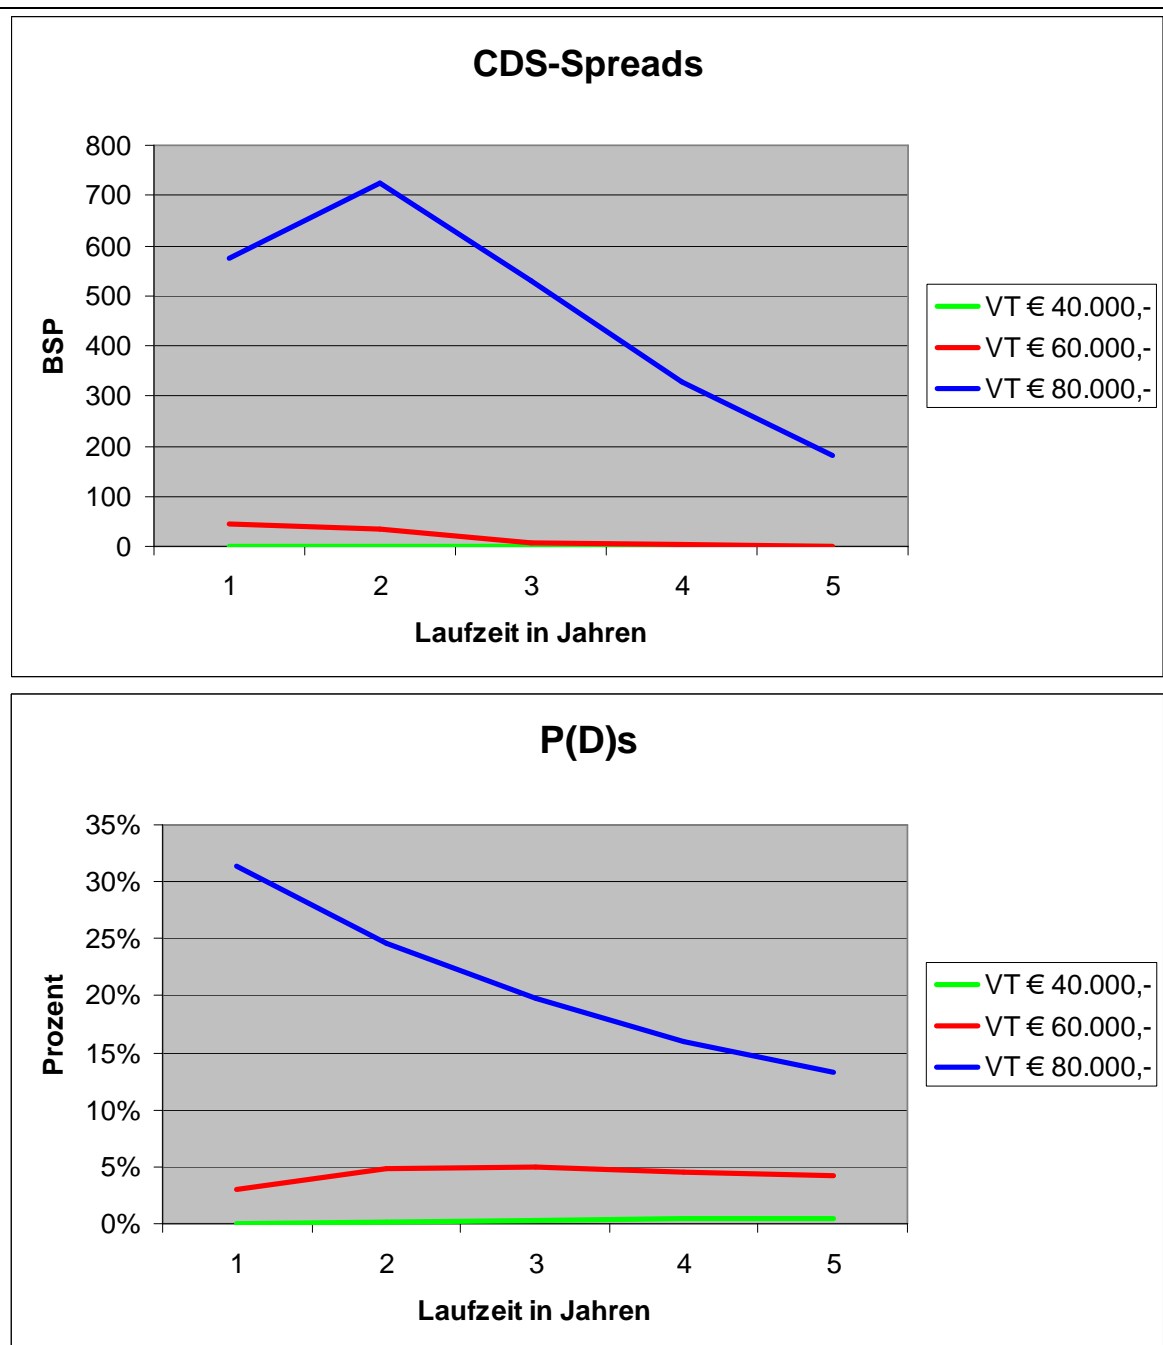 CDS-Spreads
800
700
600
500
400
300
200
100
0
BSP
1 2 3 4 5
Laufzeit in Jahren
VT € 40.000,-
VT € 60.000,-
VT € 80.000,-
P(D)s
35%
30%
25%
20%
15%
10%
5%
0%
Prozent
1 2 3 4 5
Laufzeit in Jahren
VT € 40.000,-
VT € 60.000,-
VT € 80.000,-